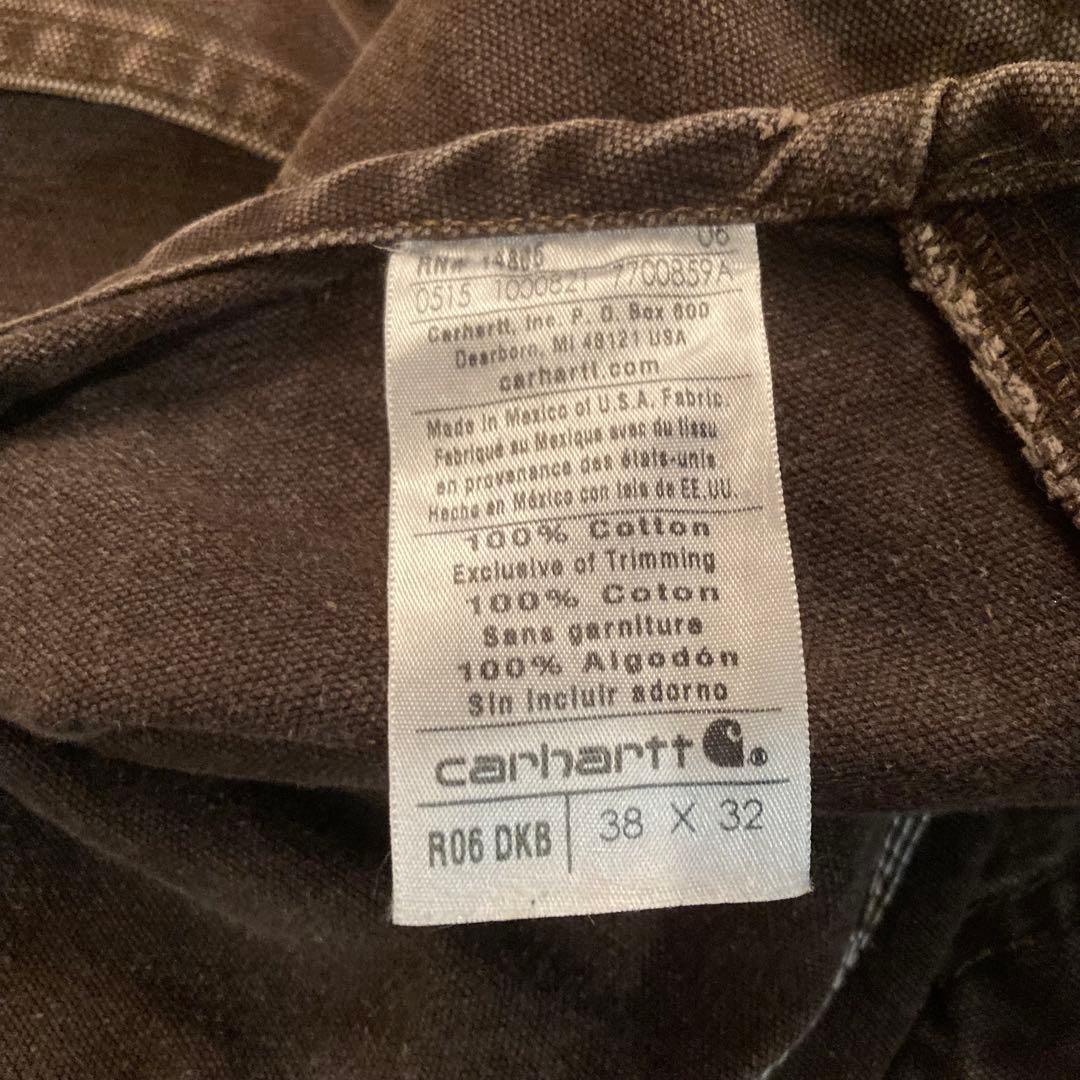 RN# 14806 06
0515 1000821 7700859A
Carhartt, Inc. P. O. Box 600
Dearborn, MI 48121 USA
carhartt.com
Made in Mexico of U.S.A. Fabric.
Fabriqué au Mexique avec du tissu
en provenance des états-unis
Hecho en México con tela de EE.UU.
100% Cotton
Exclusive of Trimming
100% Coton
Sans garniture
100% Algodón
Sin incluir adorno
carhartt ®
R06 DKB 38 X 32